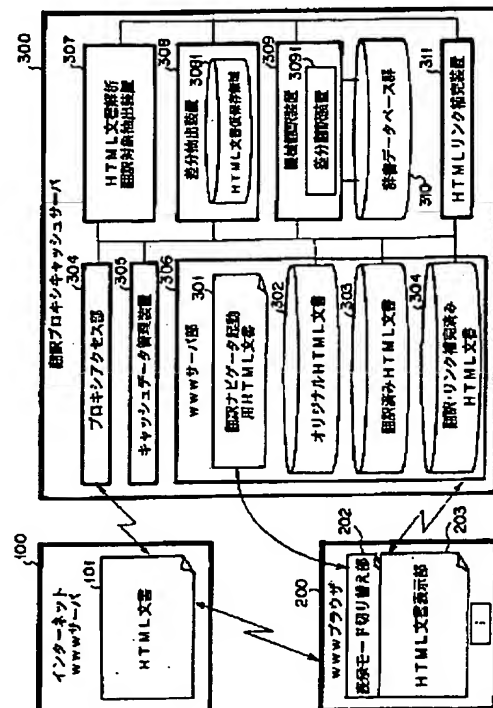 300
翻訳プロキシキャッシュサーバ
304
プロキシアクセス部
305
キャッシュデータ管理装置
306
WWWサーバ部
301
翻訳ナビゲータ起動
用HTML文書
302
オリジナルHTML文書
303
翻訳済みHTML文書
304
翻訳・リンク補完済み
HTML文書
307
HTML文書解析
翻訳対象抽出装置
308
差分抽出装置
3081
HTML文書仮保存領域
309
機械翻訳装置
3091
差分翻訳装置
辞書データベース群
310
311
HTMLリンク補完装置
100
インターネット
WWWサーバ
101
HTML文書
200
WWWブラウザ
202
表示モード切り替え部
203
HTML文書表示部
i